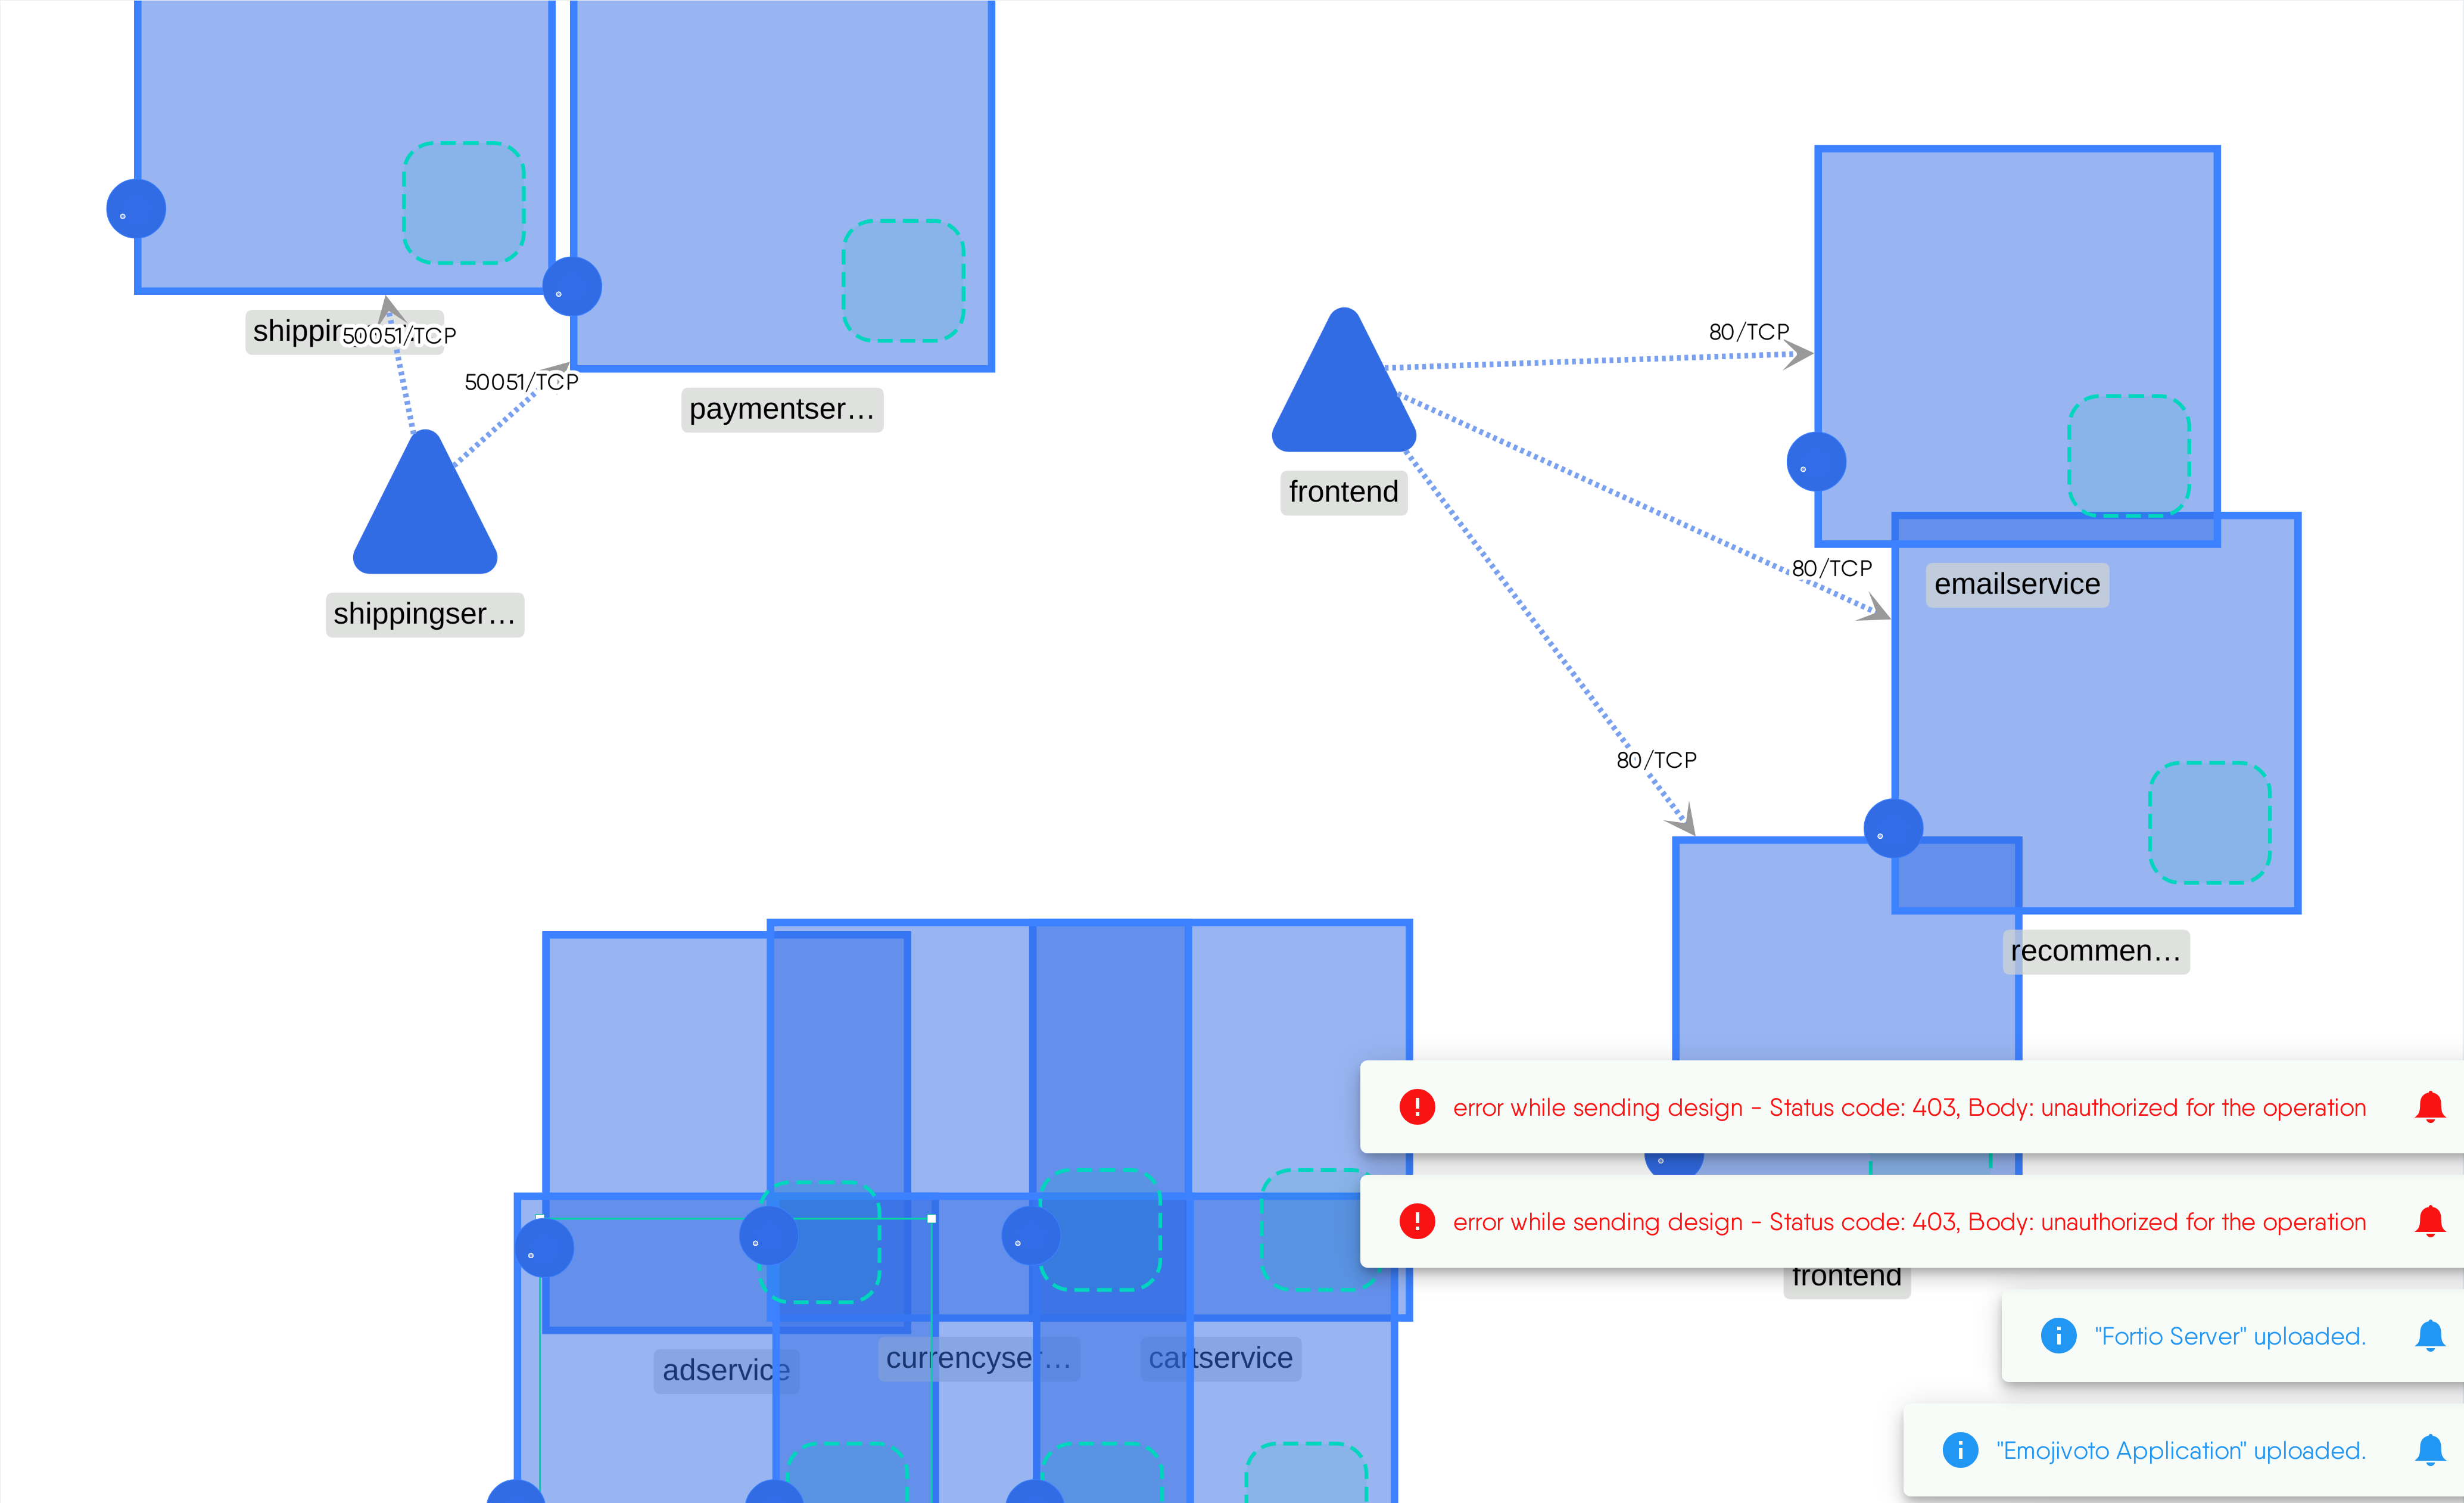 50051/TCP
50051/TCP
paymentser...
shippingser...
80/TCP
frontend
80/TCP
emailservice
80/TCP
recommen...
error while sending design - Status code: 403, Body: unauthorized for the operation
error while sending design - Status code: 403, Body: unauthorized for the operation
frontend
"Fortio Server" uploaded.
adservice
currencyser...
cartservice
"Emojivoto Application" uploaded.